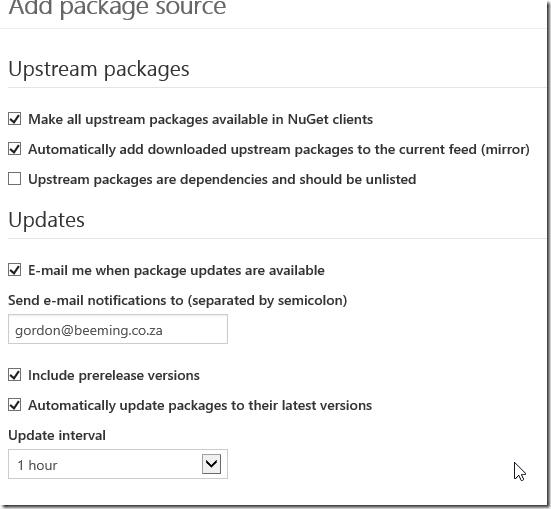 Add package source
Upstream packages
Make all upstream packages available in NuGet clients
Automatically add downloaded upstream packages to the current feed (mirror)
Upstream packages are dependencies and should be unlisted
Updates
E-mail me when package updates are available
Send e-mail notifications to (separated by semicolon)
gordon@beeming.co.za
Include prerelease versions
Automatically update packages to their latest versions
Update interval
1 hour